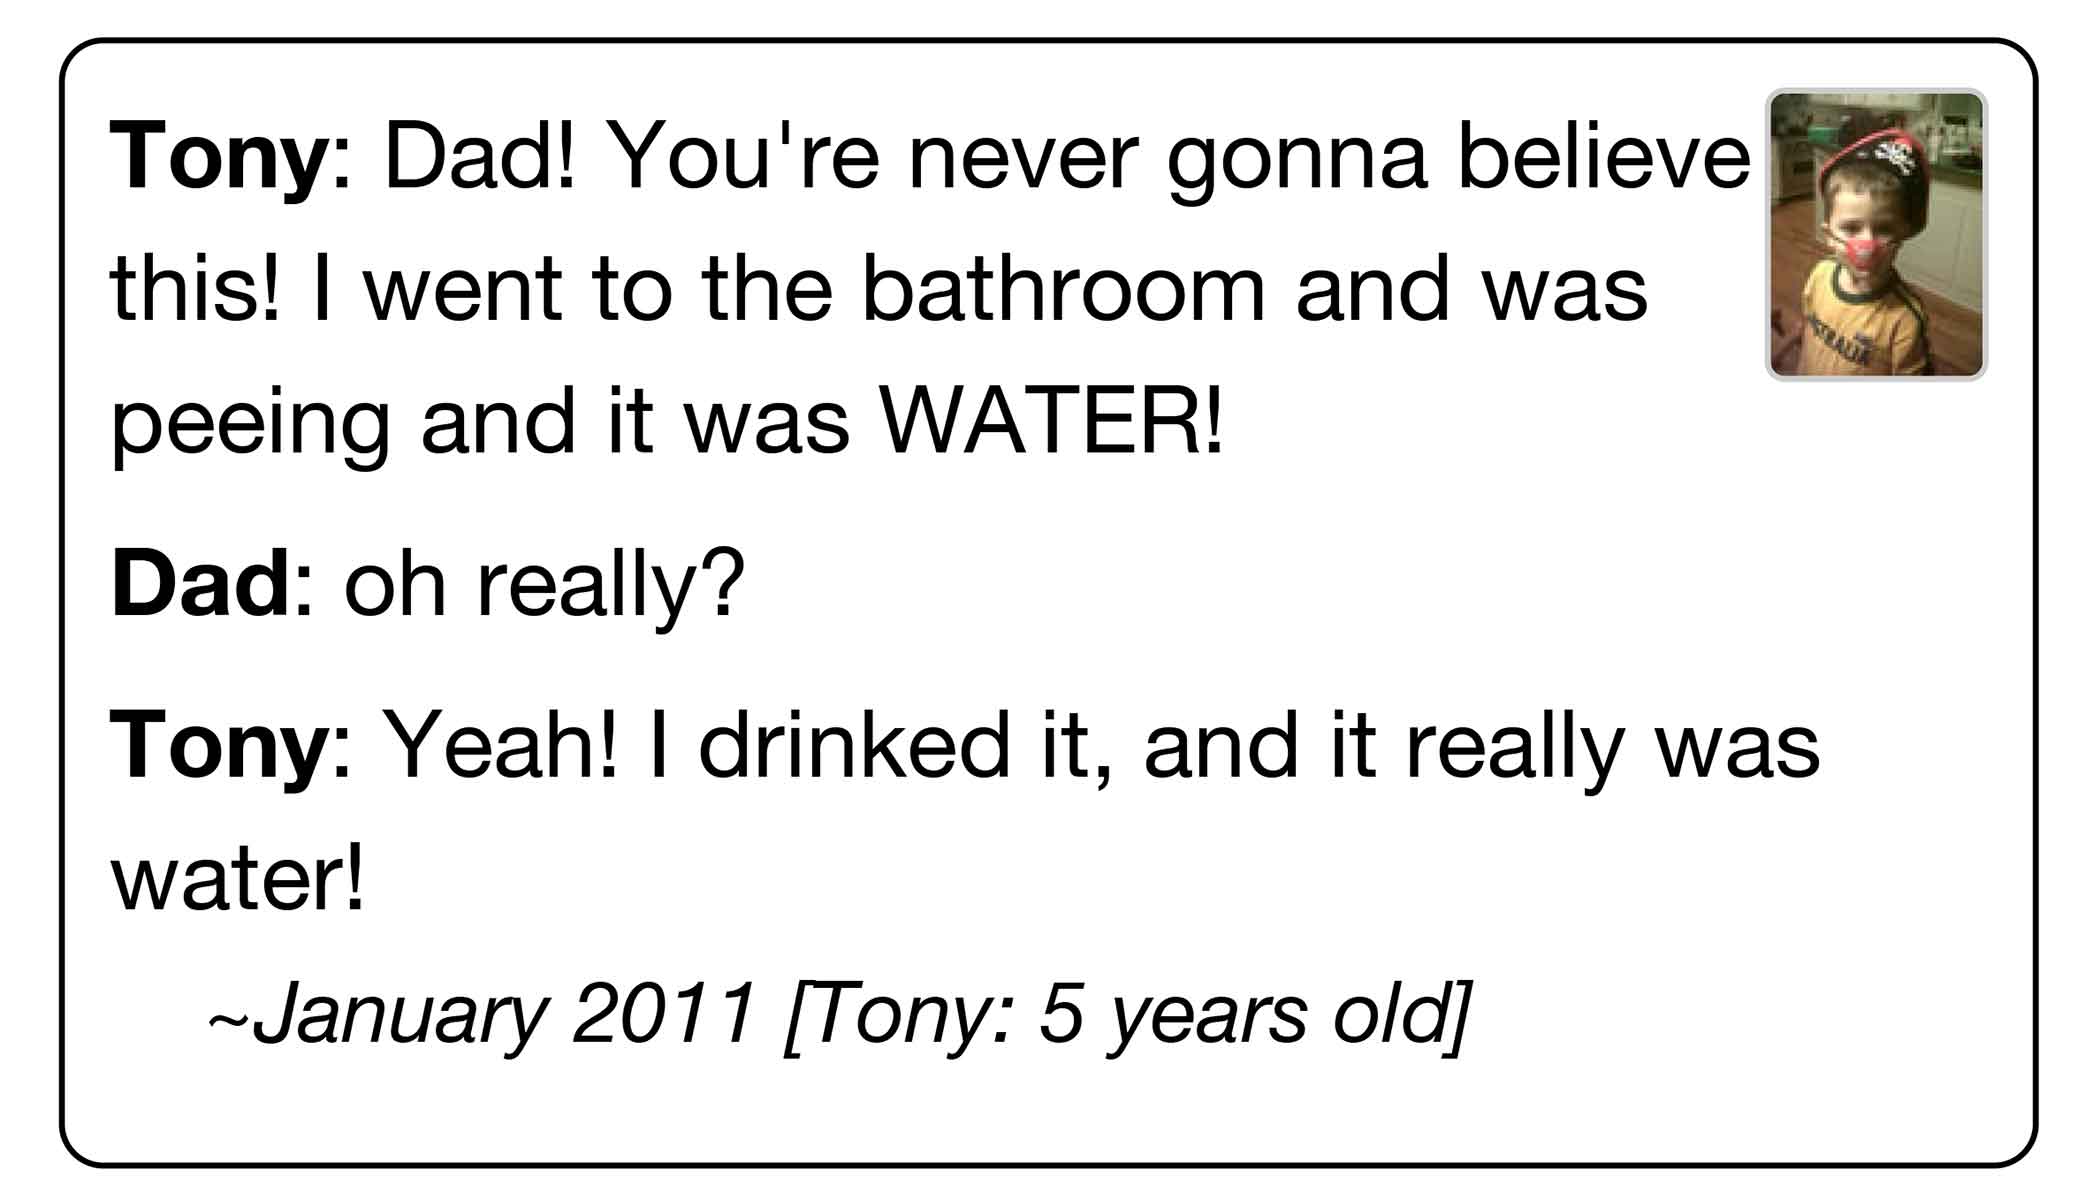 Tony: Dad! You're never gonna believe
this! I went to the bathroom and was
peeing and it was WATER!
Dad: oh really?
Tony: Yeah! I drinked it, and it really was
water!
~January 2011 [Tony: 5 years old]